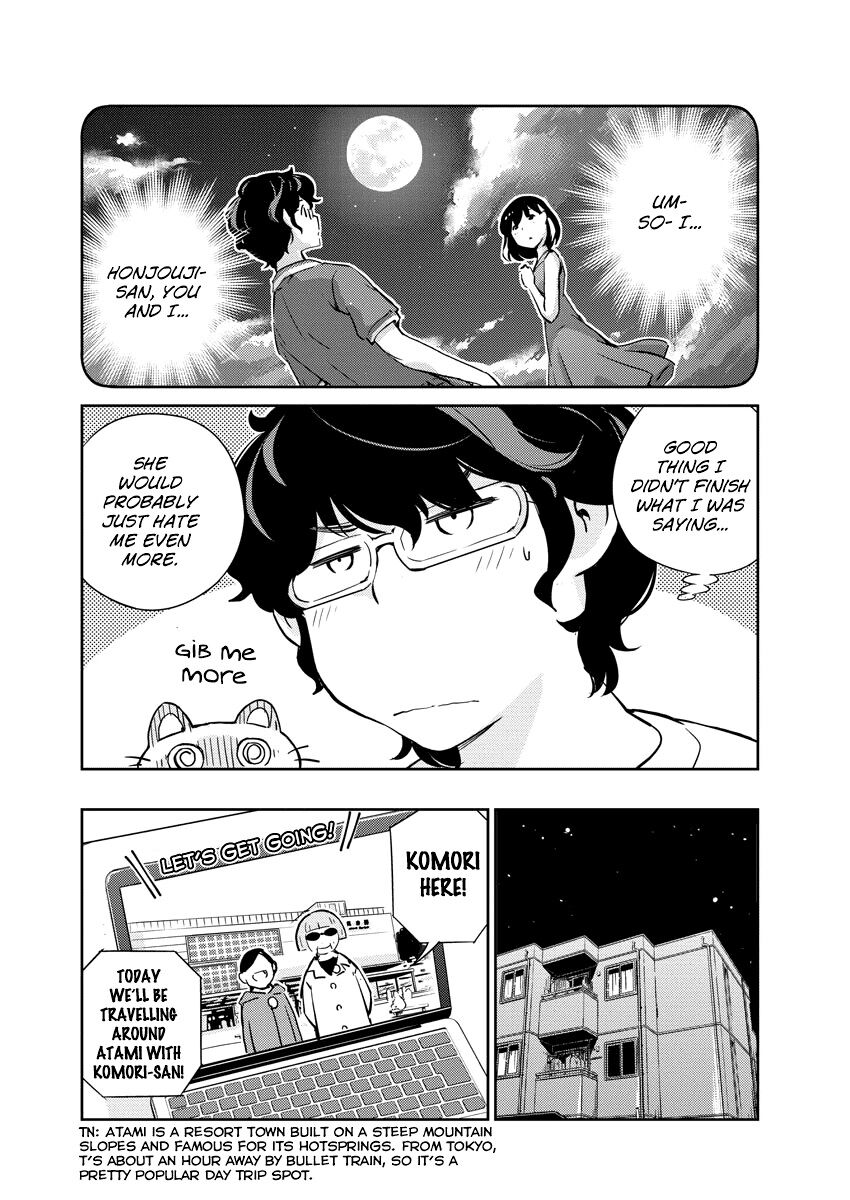 UM-
SO- I...
HONJOUJI-
SAN, YOU
AND I...
GOOD
THING I
DIDN'T FINISH
WHAT I WAS
SAYING...
SHE
WOULD
PROBABLY
JUST HATE
ME EVEN
MORE.
GIB ME
MORE
LET'S GET GOING!
KOMORI
HERE!
TODAY
WE'LL BE
TRAVELLING
AROUND
ATAMI WITH
KOMORI-SAN!
TN: ATAMI IS A RESORT TOWN BUILT ON A STEEP MOUNTAIN
SLOPES AND FAMOUS FOR ITS HOTSPRINGS. FROM TOKYO,
T'S ABOUT AN HOUR AWAY BY BULLET TRAIN, SO IT'S A
PRETTY POPULAR DAY TRIP SPOT.